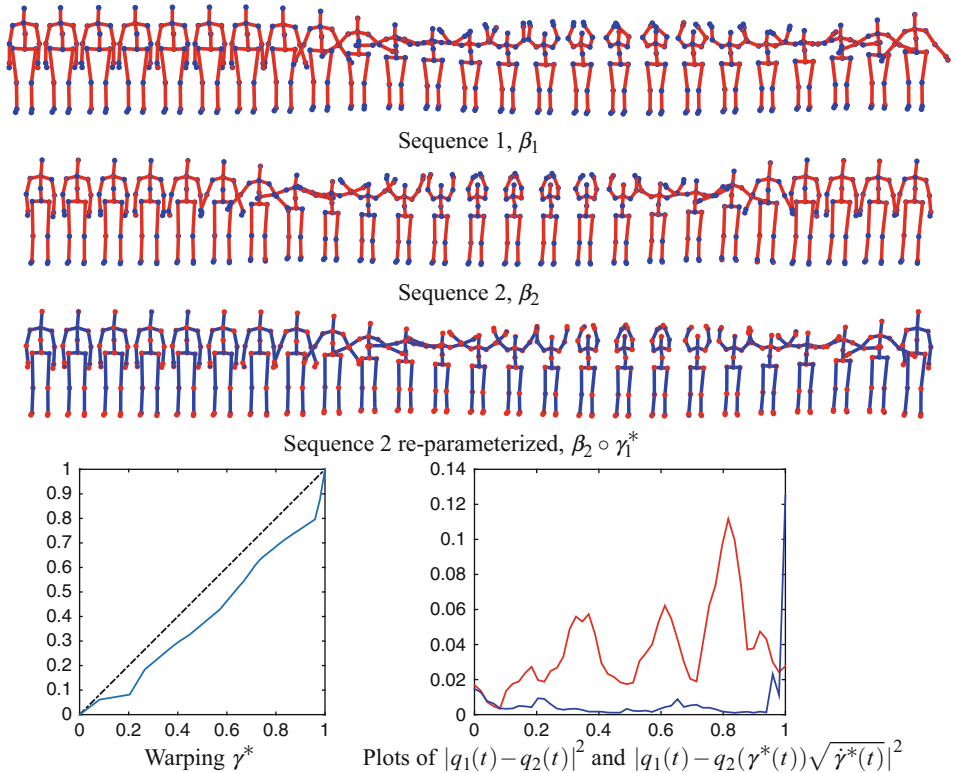 Sequence 1, β₁
Sequence 2, β₂
Sequence 2 re-parameterized, β₂ ∘ γ₁*
1
0.9
0.8
0.7
0.6
0.5
0.4
0.3
0.2
0.1
0
0 0.2 0.4 0.6 0.8 1
Warping γ*
0.14
0.12
0.1
0.08
0.06
0.04
0.02
0
0 0.2 0.4 0.6 0.8 1
Plots of |q₁(t)−q₂(t)|² and |q₁(t)−q₂(γ*(t))√γ̇*(t)|²